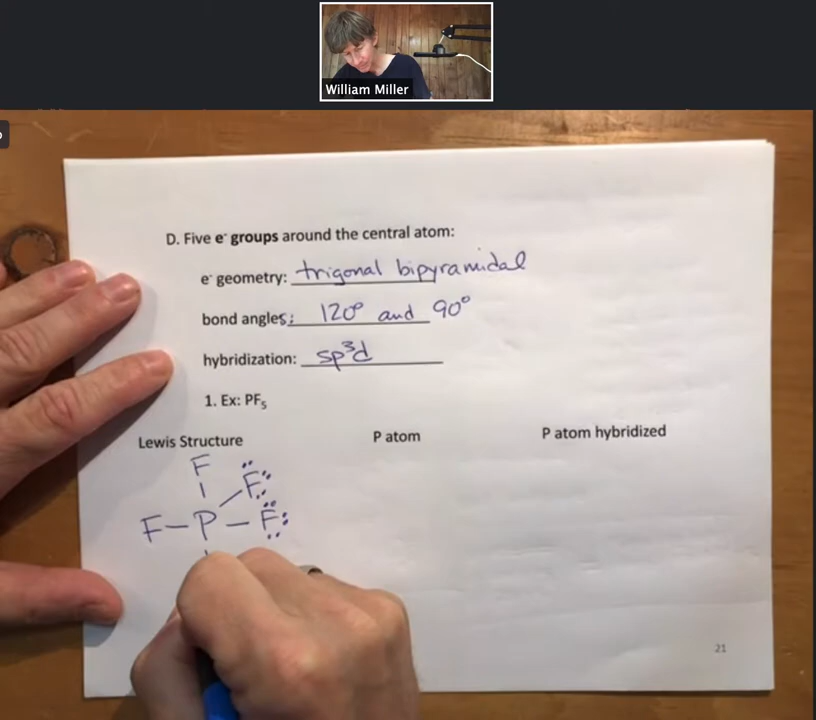 William Miller
D. Five e⁻ groups around the central atom:
e⁻ geometry: trigonal bipyramidal
bond angles: 120° and 90°
hybridization: sp³d
1. Ex: PF₅
Lewis Structure P atom P atom hybridized
F
F
F - P - F
21